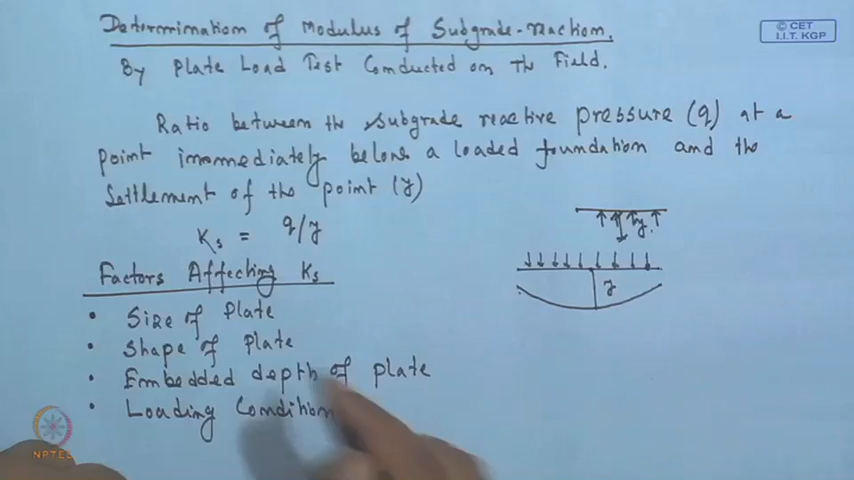 Determination of Modulus of Subgrade-reaction.
© CET
I.I.T. KGP
By Plate Load Test Conducted on The Field.
Ratio between the subgrade reactive pressure (q) at a
point immediately below a loaded foundation and the
Settlement of the point (y)
Ks = q/y
y
Factors Affecting Ks
y
• Size of Plate
• Shape of Plate
• Embedded depth of plate
• Loading Condition
NPTEL